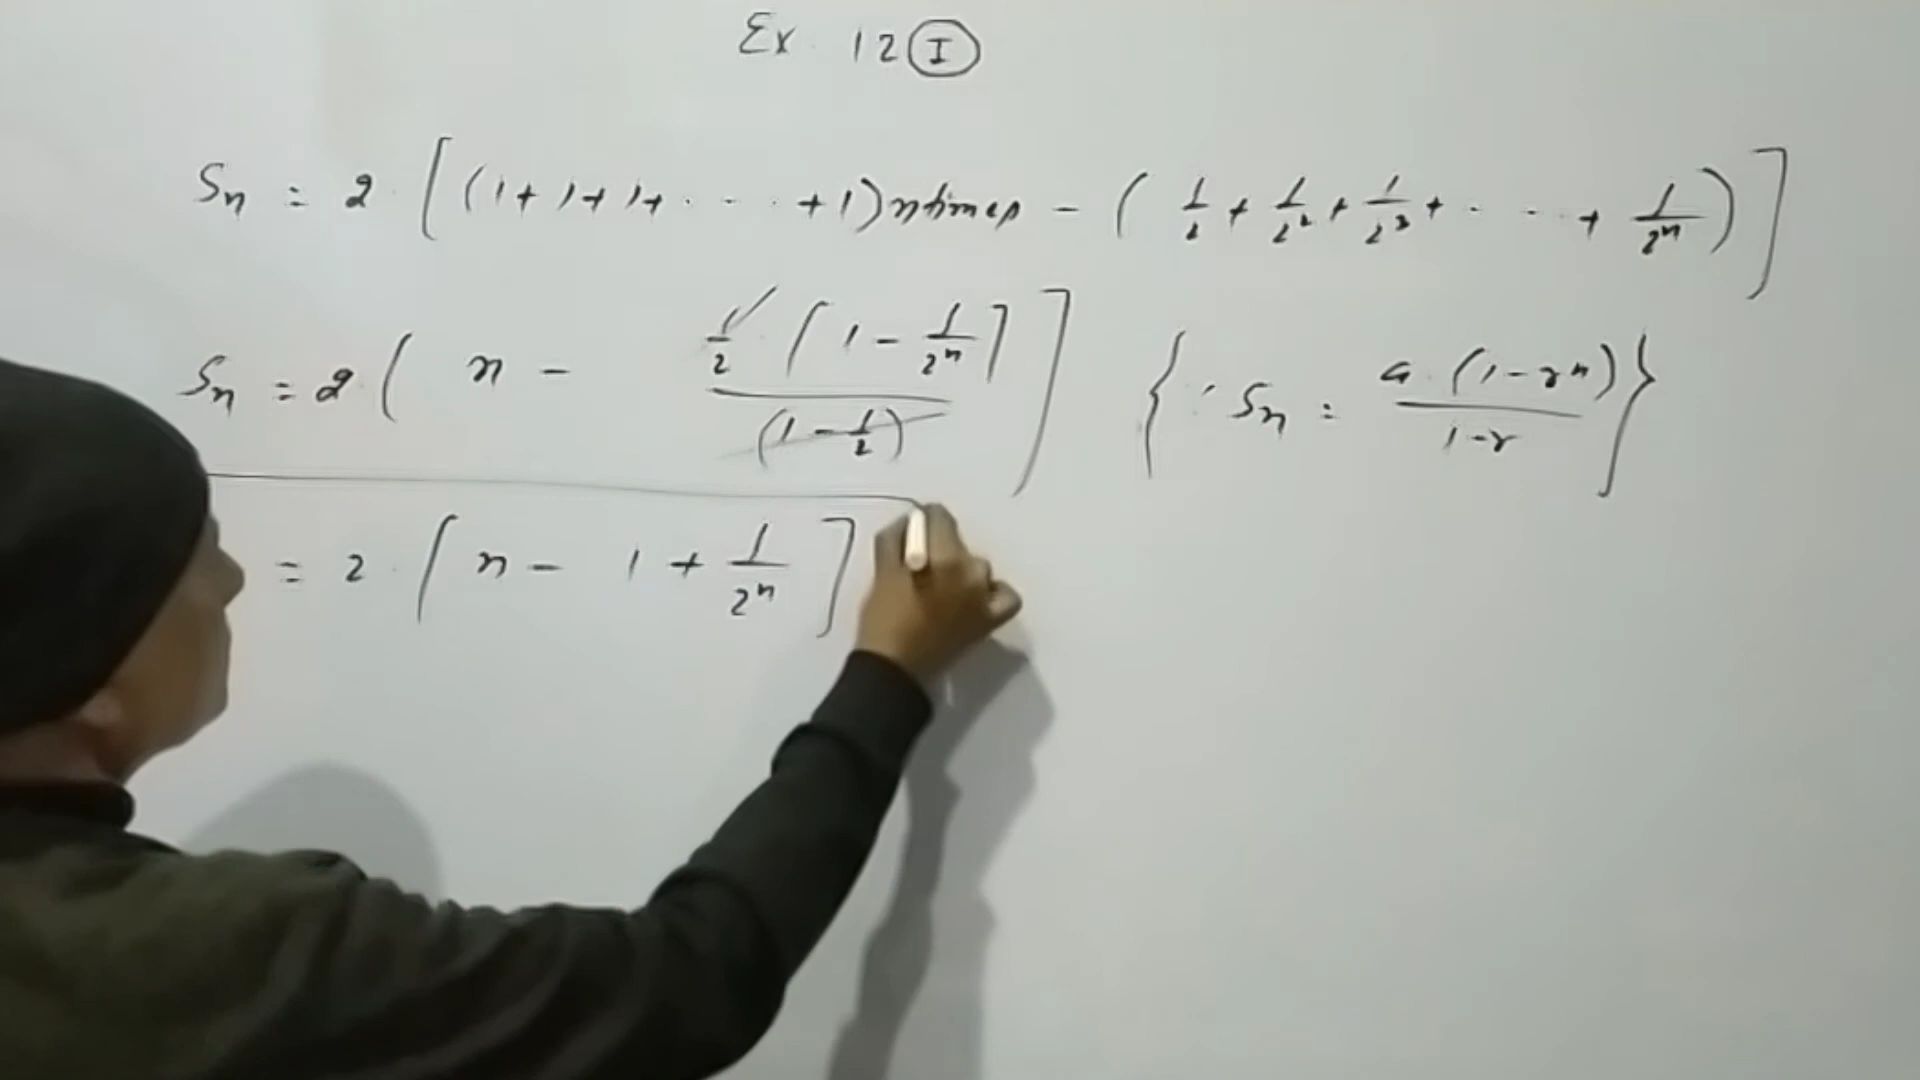 Ex. 12 (I)
Sn = 2 · [(1+1+1+ · · · +1) n times − (1/2 + 1/2² + 1/2³ + · · · + 1/2ⁿ)]
Sn = 2 · ( n − 1/2 · [1 − 1/2ⁿ] / (1 − 1/2) ] { ∵ Sn = a · (1−rⁿ) / 1−r }
= 2 · [ n − 1 + 1/2ⁿ ]